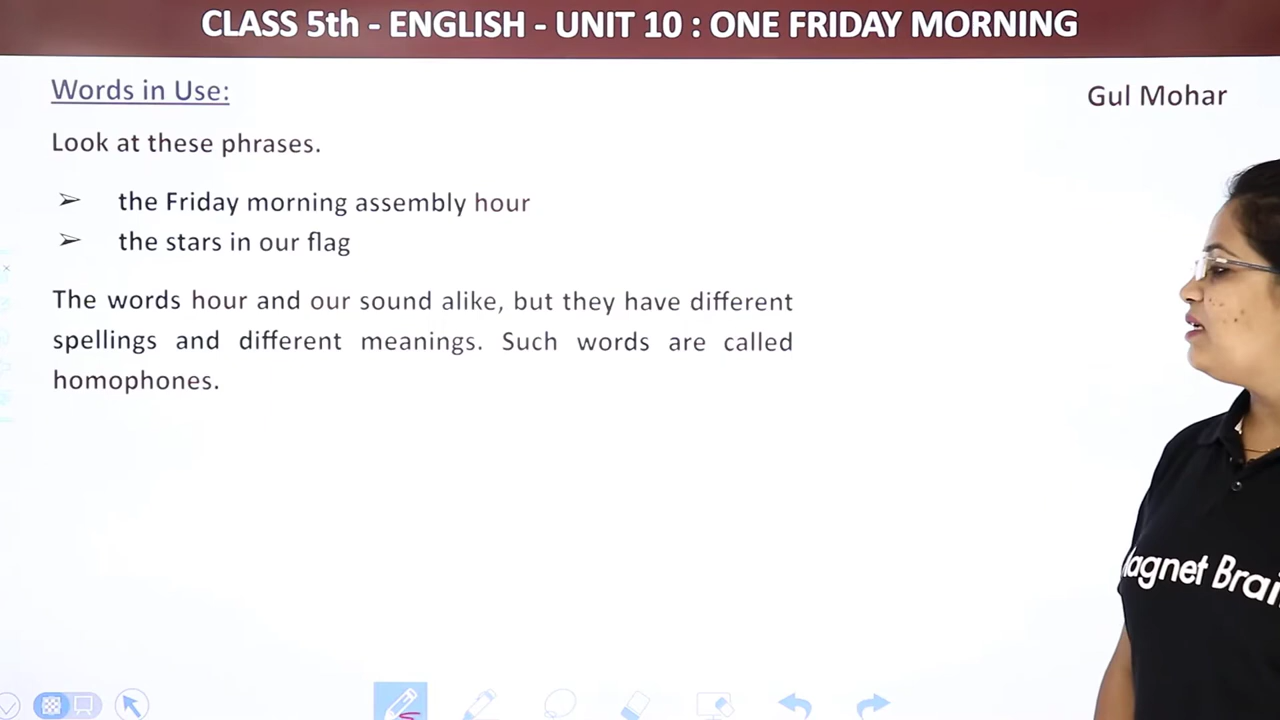 CLASS 5th - ENGLISH - UNIT 10 : ONE FRIDAY MORNING
Words in Use:
Gul Mohar
Look at these phrases.
➢ the Friday morning assembly hour
➢ the stars in our flag
The words hour and our sound alike, but they have different
spellings and different meanings. Such words are called
homophones.
agnet Brai